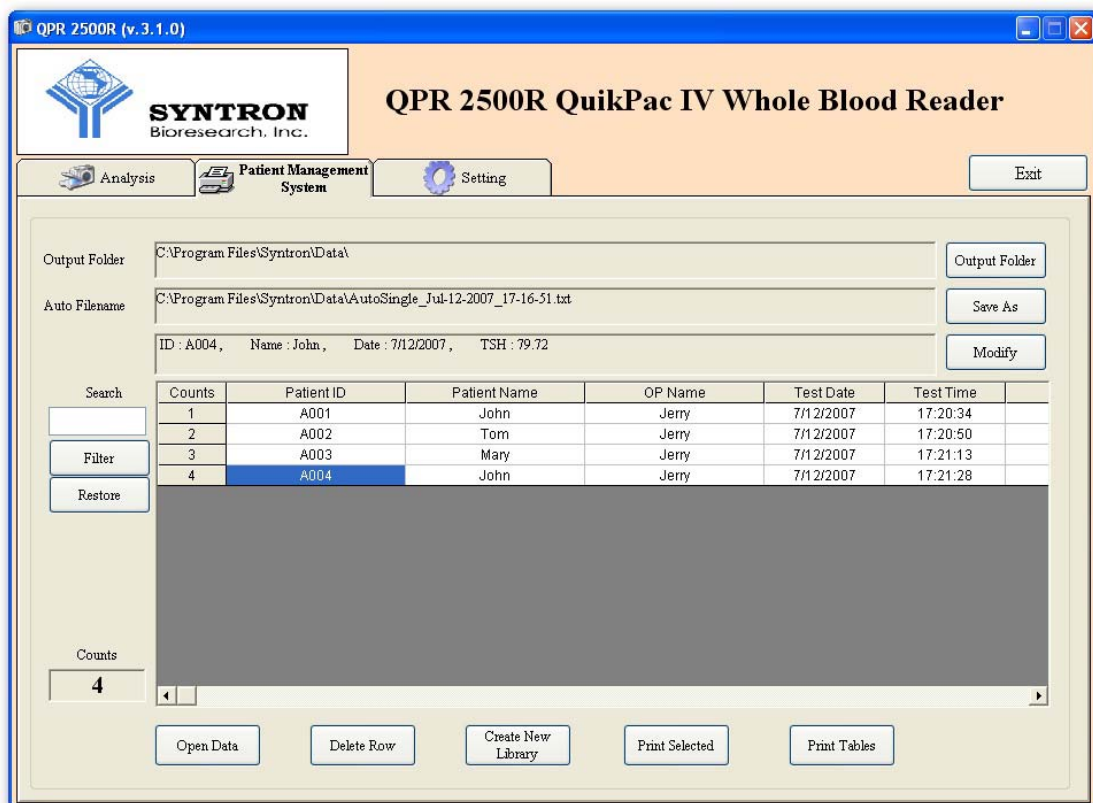 QPR 2500R (v.3.1.0)
SYNTRON
Bioresearch, Inc.
QPR 2500R QuikPac IV Whole Blood Reader
Analysis
Patient Management
System
Setting
Exit
Output Folder
C:\Program Files\Syntron\Data\
Output Folder
Auto Filename
C:\Program Files\Syntron\Data\AutoSingle_Jul-12-2007_17-16-51.txt
Save As
ID : A004 , Name : John , Date : 7/12/2007 , TSH : 79.72
Modify
Search
Filter
Restore
Counts Patient ID Patient Name OP Name Test Date Test Time
1 A001 John Jerry 7/12/2007 17:20:34
2 A002 Tom Jerry 7/12/2007 17:20:50
3 A003 Mary Jerry 7/12/2007 17:21:13
4 A004 John Jerry 7/12/2007 17:21:28
Counts
4
Open Data
Delete Row
Create New
Library
Print Selected
Print Tables